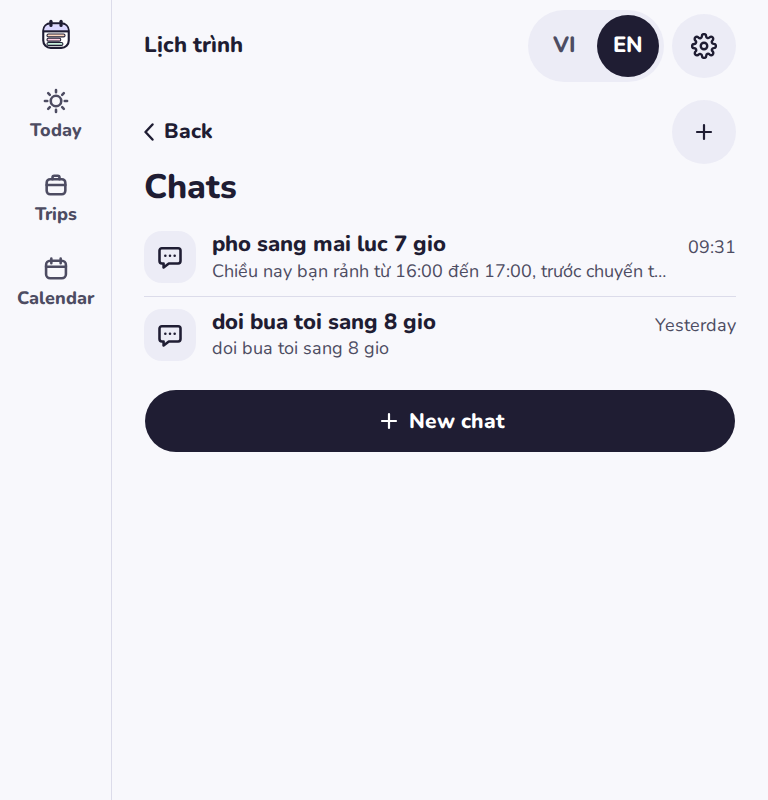 Lịch trình
VI
EN
Today
Trips
Calendar
Back
Chats
pho sang mai luc 7 gio
09:31
Chiều nay bạn rảnh từ 16:00 đến 17:00, trước chuyến t...
doi bua toi sang 8 gio
Yesterday
doi bua toi sang 8 gio
New chat